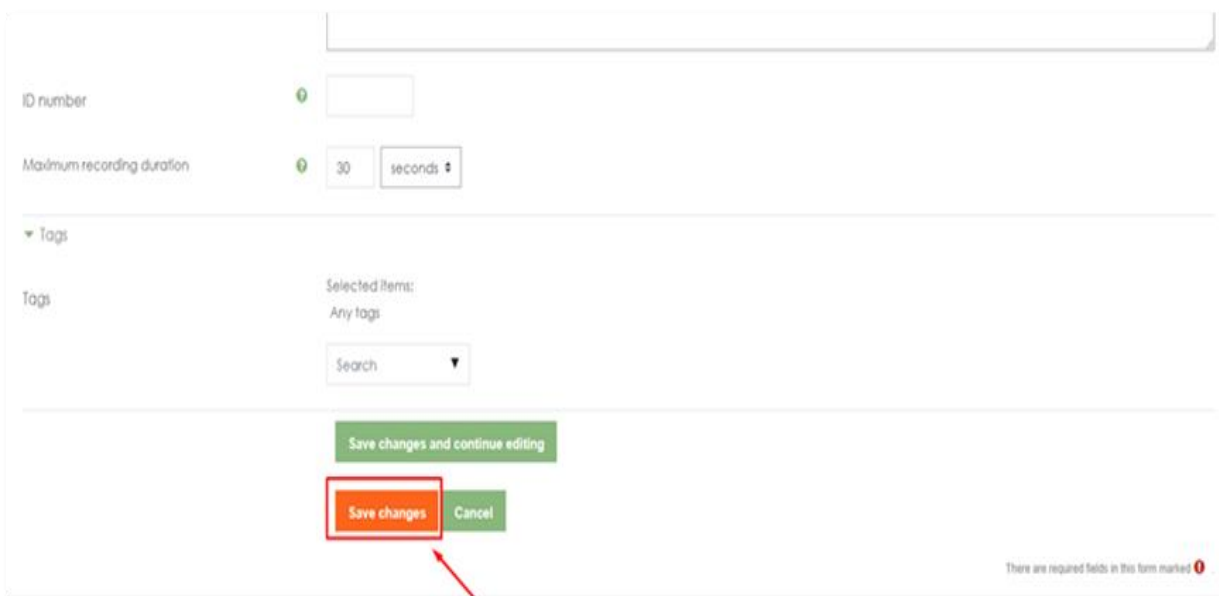 ID number
Maximum recording duration
30
seconds
Tags
Tags
Selected items:
Any tags
Search
Save changes and continue editing
Save changes
Cancel
There are required fields in this form marked